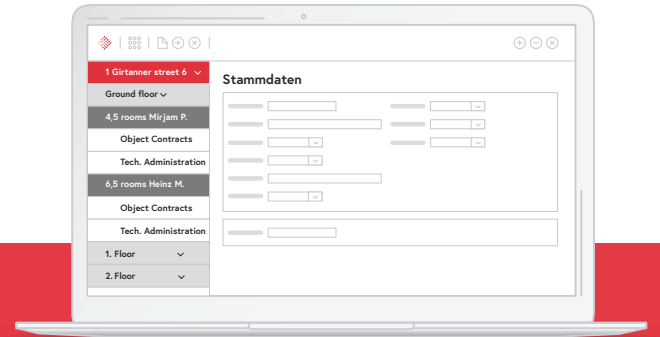 1 Girtanner street 6
Ground floor
4,5 rooms Mirjam P.
Object Contracts
Tech. Administration
6,5 rooms Heinz M.
Object Contracts
Tech. Administration
1. Floor
2. Floor
Stammdaten